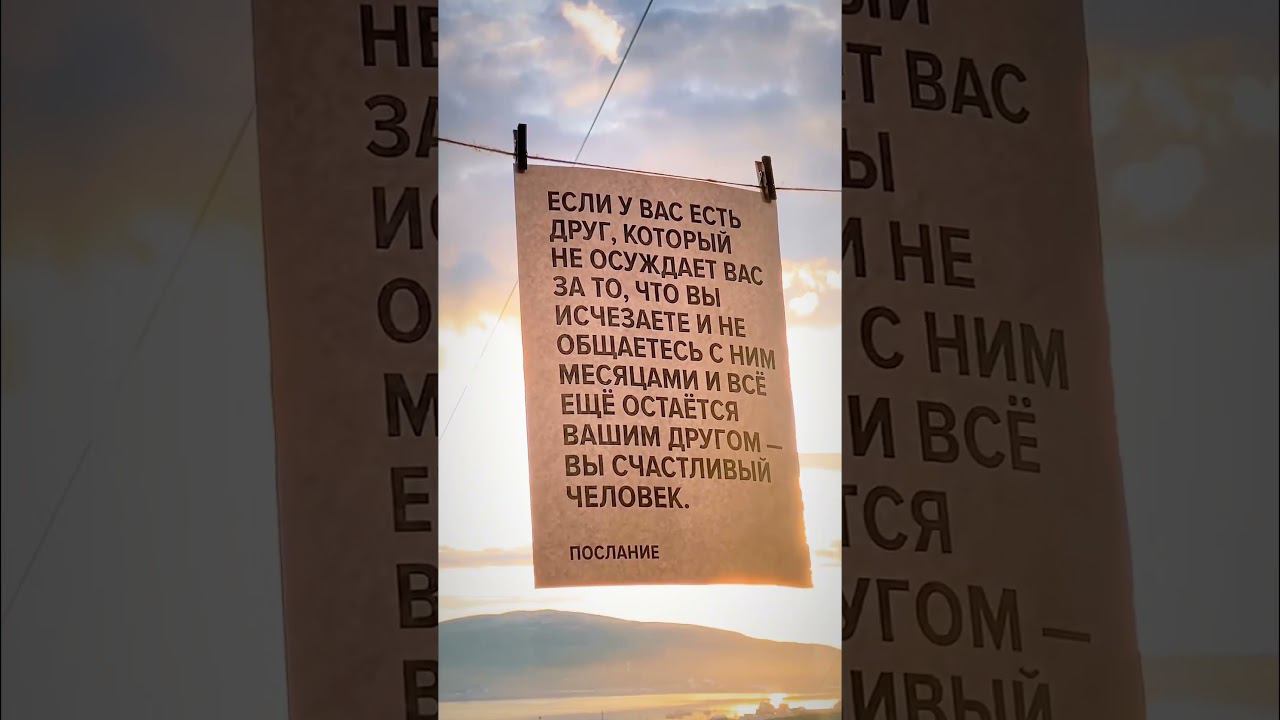 ЕСЛИ У ВАС ЕСТЬ
ДРУГ, КОТОРЫЙ
НЕ ОСУЖДАЕТ ВАС
ЗА ТО, ЧТО ВЫ
ИСЧЕЗАЕТЕ И НЕ
ОБЩАЕТЕСЬ С НИМ
МЕСЯЦАМИ И ВСЁ
ЕЩЁ ОСТАЁТСЯ
ВАШИМ ДРУГОМ —
ВЫ СЧАСТЛИВЫЙ
ЧЕЛОВЕК.
ПОСЛАНИЕ